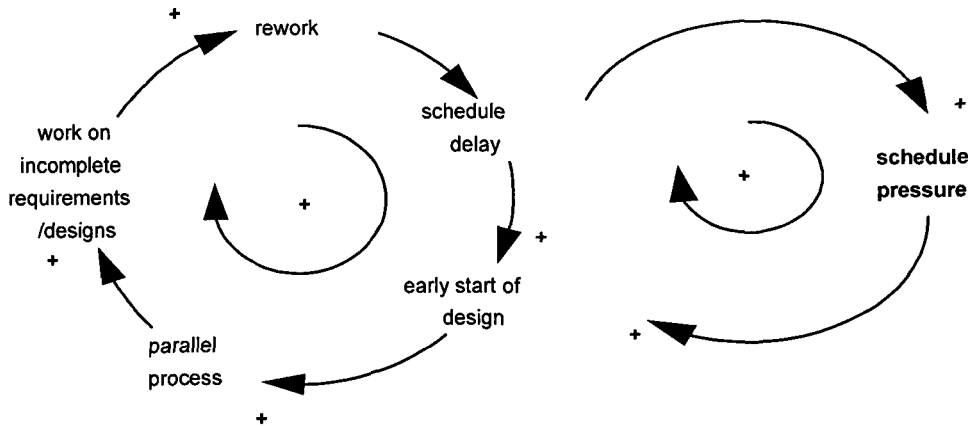 +
rework
schedule
delay
+
work on
incomplete
requirements
/designs
+
+
+
schedule
pressure
+
+
early start of
design
+
parallel
process
+